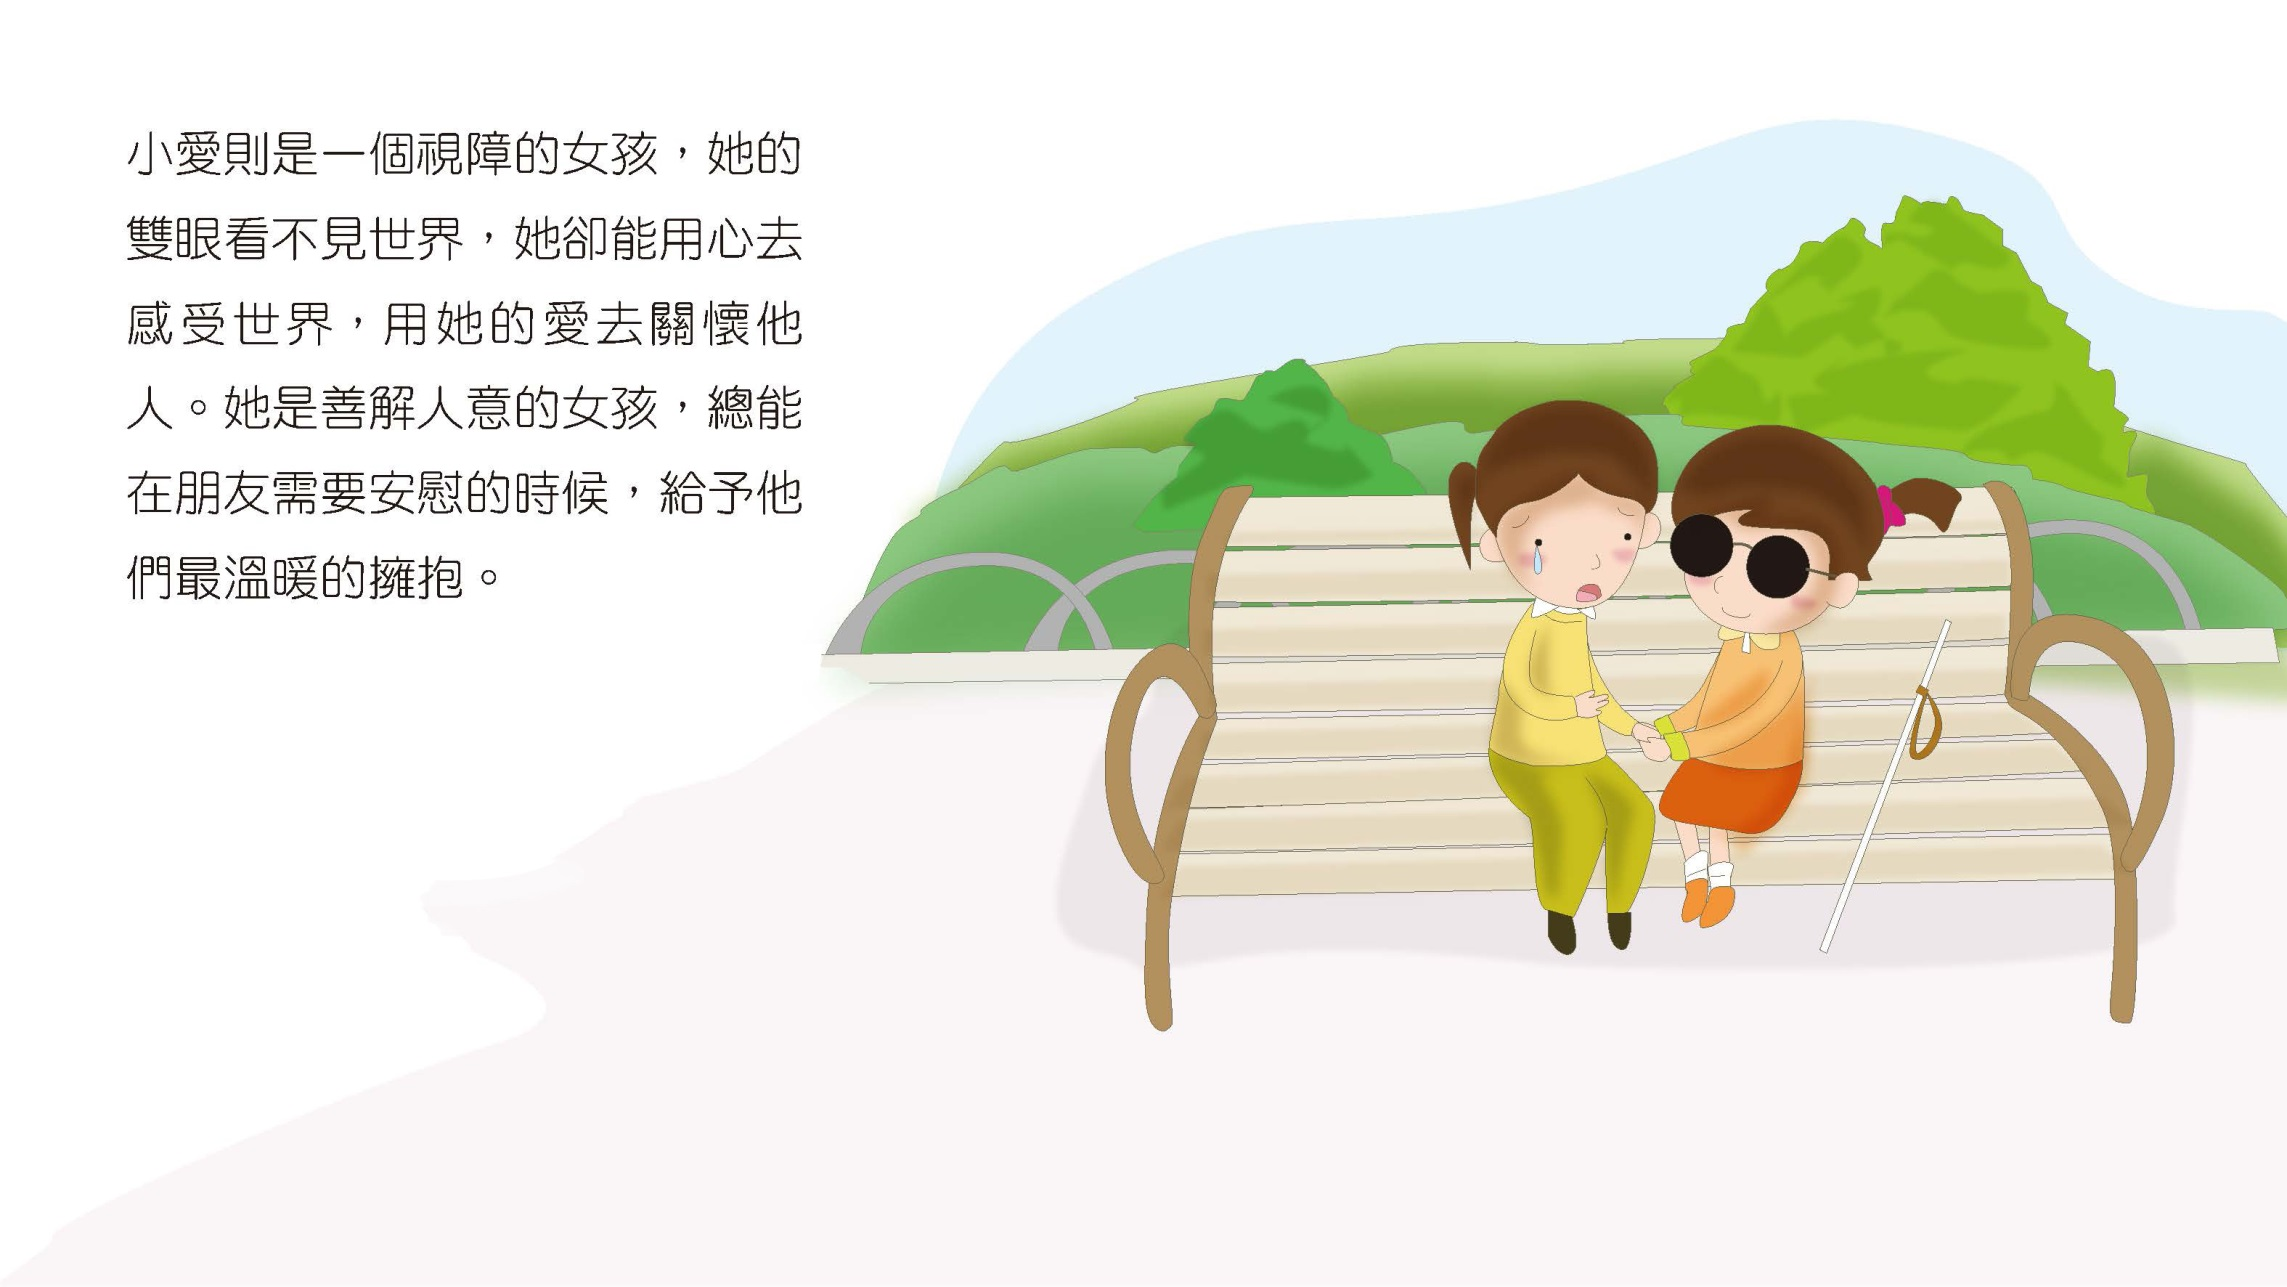 小愛則是一個視障的女孩，她的
雙眼看不見世界，她卻能用心去
感受世界，用她的愛去關懷他
人。她是善解人意的女孩，總能
在朋友需要安慰的時候，給予他
們最溫暖的擁抱。